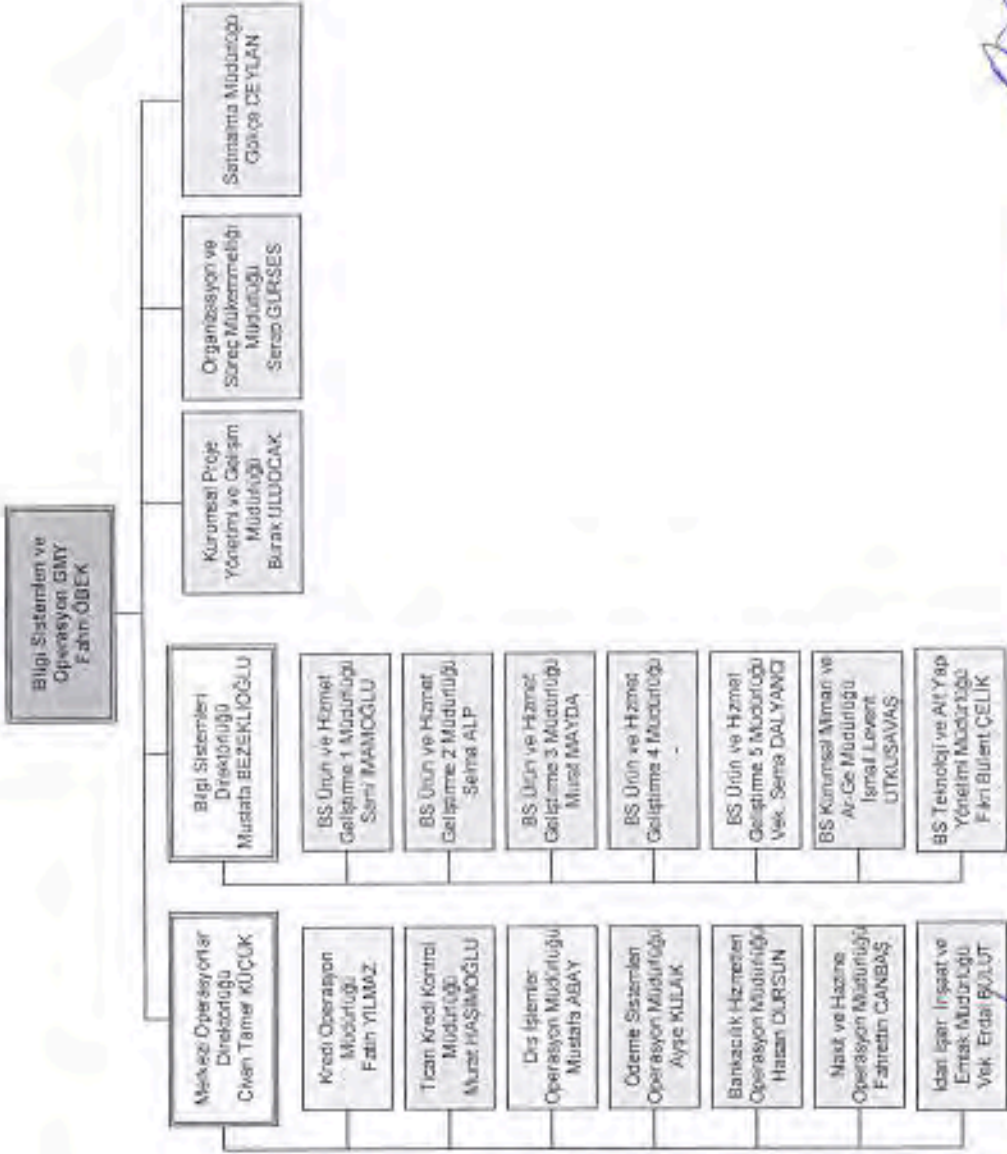 Bilgi Sistemleri ve
Operasyon GMY
Fahri ÖBEK
Merkezi Operasyonlar
Direktörlüğü
Civan Tamer KÜÇÜK
Kredi Operasyon
Müdürlüğü
Fatih YILMAZ
Ticari Kredi Kontrol
Müdürlüğü
Murat HAŞİMOĞLU
Dış İşlemler
Operasyon Müdürlüğü
Mustafa ABAY
Ödeme Sistemleri
Operasyon Müdürlüğü
Ayşe KULAK
Bankacılık Hizmetleri
Operasyon Müdürlüğü
Hasan DURSUN
Nakit ve Hazine
Operasyon Müdürlüğü
Fahrettin CANBAŞ
İdari İşler İnşaat ve
Emlak Müdürlüğü
Vek. Erdal BULUT
Bilgi Sistemleri
Direktörlüğü
Mustafa BEZEKLİOĞLU
BS Ürün ve Hizmet
Geliştirme 1 Müdürlüğü
Sami İMAMOĞLU
BS Ürün ve Hizmet
Geliştirme 2 Müdürlüğü
Selma ALP
BS Ürün ve Hizmet
Geliştirme 3 Müdürlüğü
Murat MAYDA
BS Ürün ve Hizmet
Geliştirme 4 Müdürlüğü
-
BS Ürün ve Hizmet
Geliştirme 5 Müdürlüğü
Vek. Sema DALYANCI
BS Kurumsal Mimari ve
Ar-Ge Müdürlüğü
İsmail Levent
UTKUSAVAŞ
BS Teknoloji ve Alt Yapı
Yönetimi Müdürlüğü
Fikri Bülent ÇELİK
Kurumsal Proje
Yönetimi ve Gelişim
Müdürlüğü
Burak ULUOCAK
Organizasyon ve
Süreç Mükemmelliği
Müdürlüğü
Serap GÜRSES
Satınalma Müdürlüğü
Gökçe CEYLAN